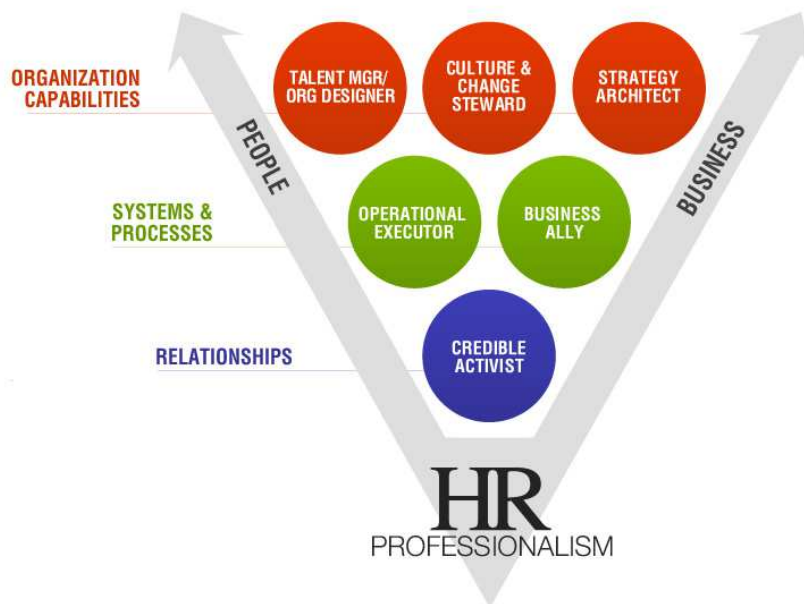 ORGANIZATION
CAPABILITIES
TALENT MGR/
ORG DESIGNER
CULTURE &
CHANGE
STEWARD
STRATEGY
ARCHITECT
PEOPLE
BUSINESS
SYSTEMS &
PROCESSES
OPERATIONAL
EXECUTOR
BUSINESS
ALLY
RELATIONSHIPS
CREDIBLE
ACTIVIST
HR
PROFESSIONALISM